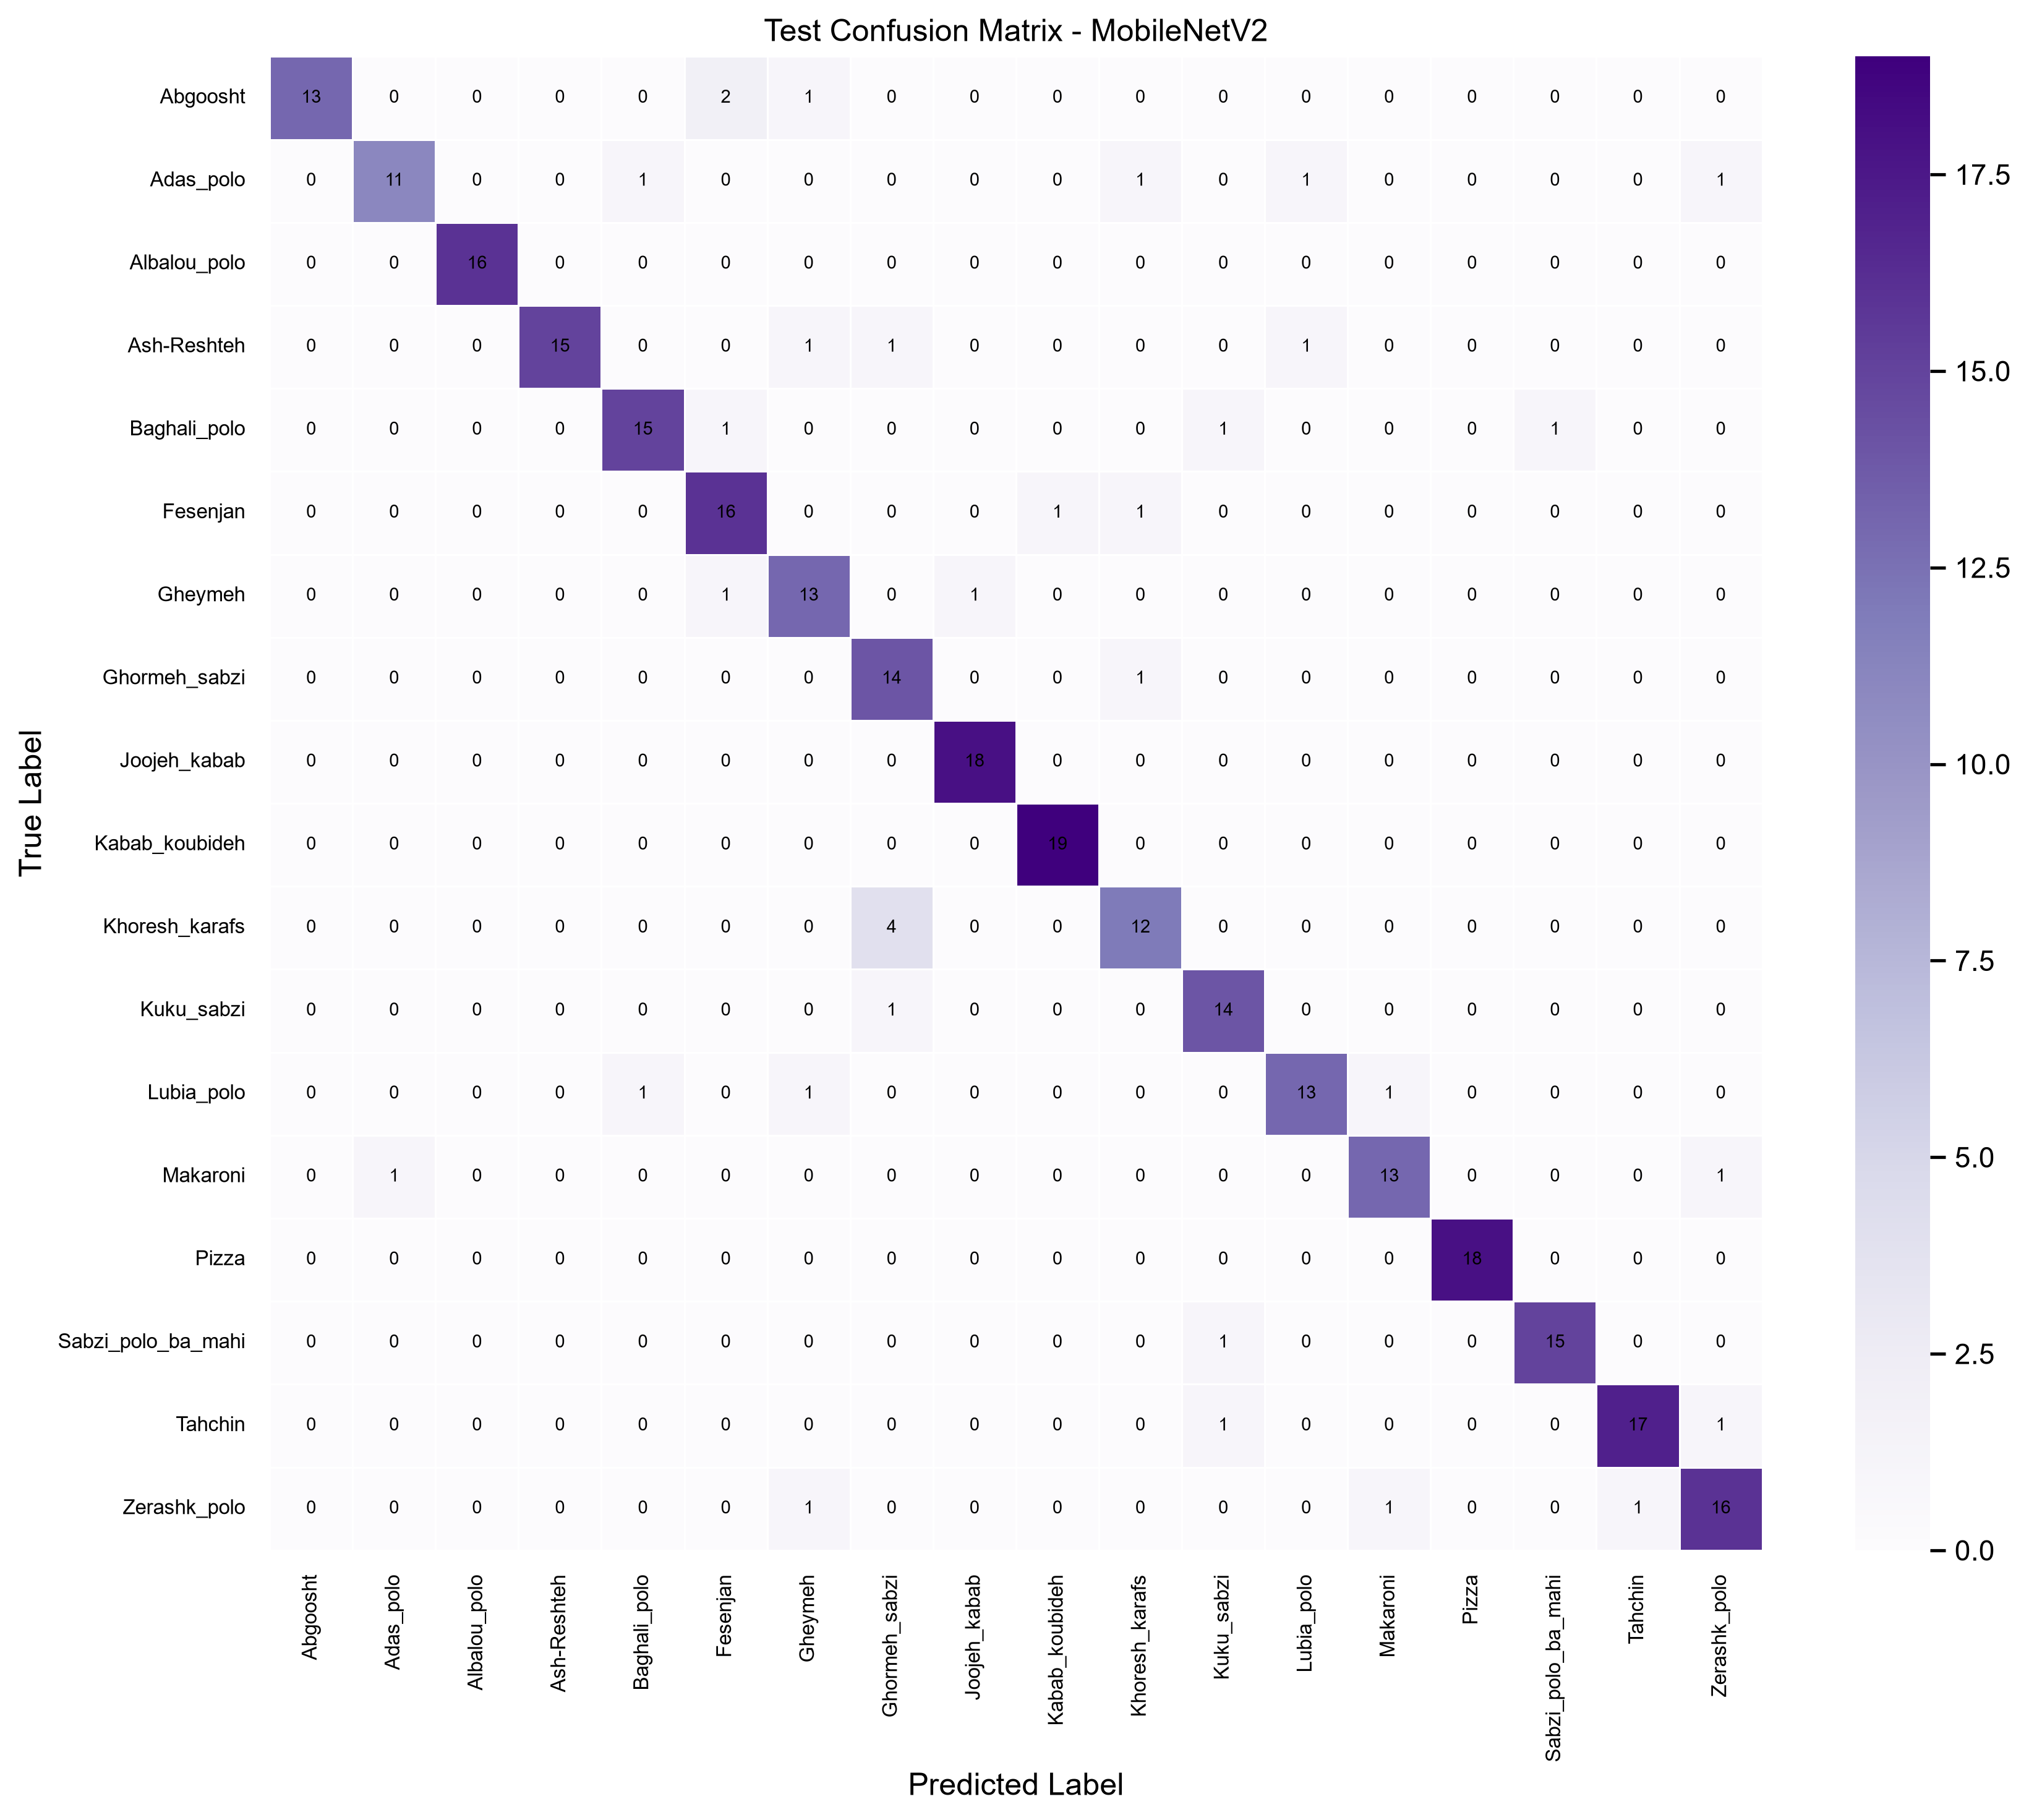 Test Confusion Matrix - MobileNetV2
True Label
Abgoosht 13 0 0 0 0 2 1 0 0 0 0 0 0 0 0 0 0 0
Adas_polo 0 11 0 0 1 0 0 0 0 0 1 0 1 0 0 0 0 1
Albalou_polo 0 0 16 0 0 0 0 0 0 0 0 0 0 0 0 0 0 0
Ash-Reshteh 0 0 0 15 0 0 1 1 0 0 0 0 1 0 0 0 0 0
Baghali_polo 0 0 0 0 15 1 0 0 0 0 0 1 0 0 0 1 0 0
Fesenjan 0 0 0 0 0 16 0 0 0 1 1 0 0 0 0 0 0 0
Gheymeh 0 0 0 0 0 1 13 0 1 0 0 0 0 0 0 0 0 0
Ghormeh_sabzi 0 0 0 0 0 0 0 14 0 0 1 0 0 0 0 0 0 0
Joojeh_kabab 0 0 0 0 0 0 0 0 18 0 0 0 0 0 0 0 0 0
Kabab_koubideh 0 0 0 0 0 0 0 0 0 19 0 0 0 0 0 0 0 0
Khoresh_karafs 0 0 0 0 0 0 0 4 0 0 12 0 0 0 0 0 0 0
Kuku_sabzi 0 0 0 0 0 0 0 1 0 0 0 14 0 0 0 0 0 0
Lubia_polo 0 0 0 0 1 0 1 0 0 0 0 0 13 1 0 0 0 0
Makaroni 0 1 0 0 0 0 0 0 0 0 0 0 0 13 0 0 0 1
Pizza 0 0 0 0 0 0 0 0 0 0 0 0 0 0 18 0 0 0
Sabzi_polo_ba_mahi 0 0 0 0 0 0 0 0 0 0 0 1 0 0 0 15 0 0
Tahchin 0 0 0 0 0 0 0 0 0 0 0 1 0 0 0 0 17 1
Zerashk_polo 0 0 0 0 0 0 1 0 0 0 0 0 0 1 0 0 1 16
Abgoosht Adas_polo Albalou_polo Ash-Reshteh Baghali_polo Fesenjan Gheymeh Ghormeh_sabzi Joojeh_kabab Kabab_koubideh Khoresh_karafs Kuku_sabzi Lubia_polo Makaroni Pizza Sabzi_polo_ba_mahi Tahchin Zerashk_polo
Predicted Label
17.5
15.0
12.5
10.0
7.5
5.0
2.5
0.0